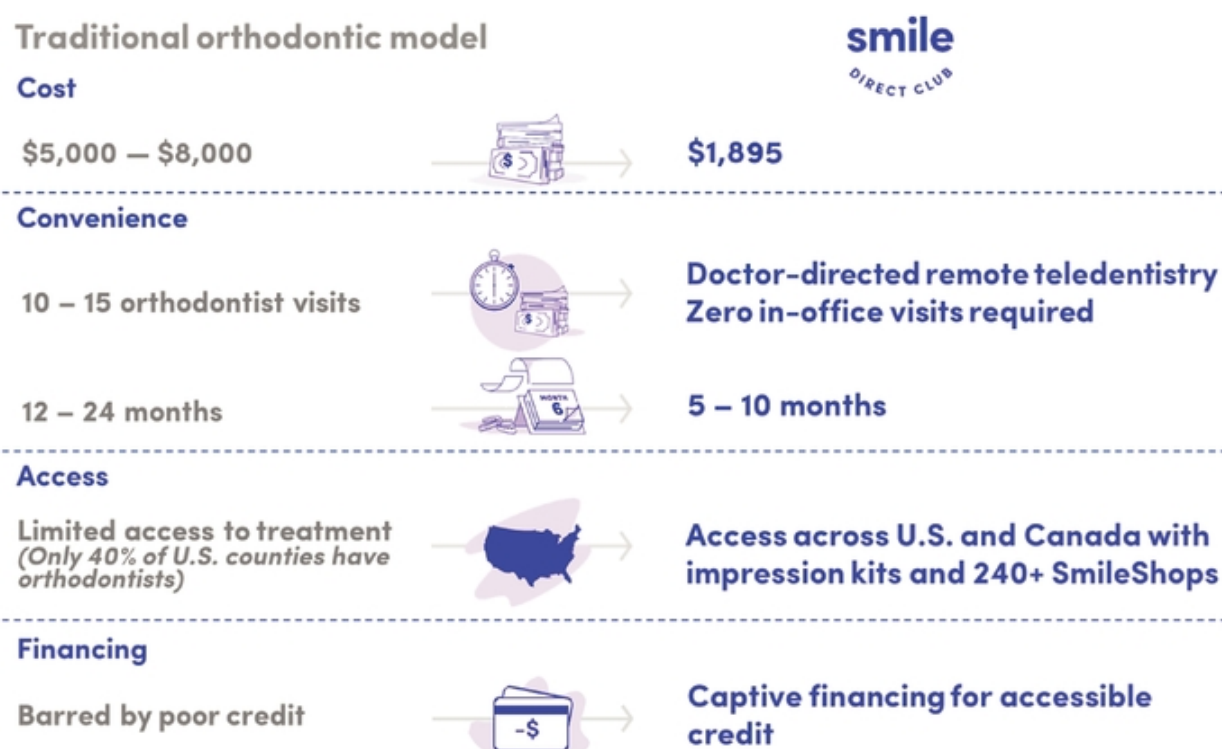 Traditional orthodontic model
smile
DIRECT CLUB
Cost
$5,000 — $8,000
$
$1,895
Convenience
10 – 15 orthodontist visits
$
Doctor-directed remote teledentistry
Zero in-office visits required
12 – 24 months
MONTH
6
5 – 10 months
Access
Limited access to treatment
(Only 40% of U.S. counties have
orthodontists)
Access across U.S. and Canada with
impression kits and 240+ SmileShops
Financing
Barred by poor credit
-$
Captive financing for accessible
credit